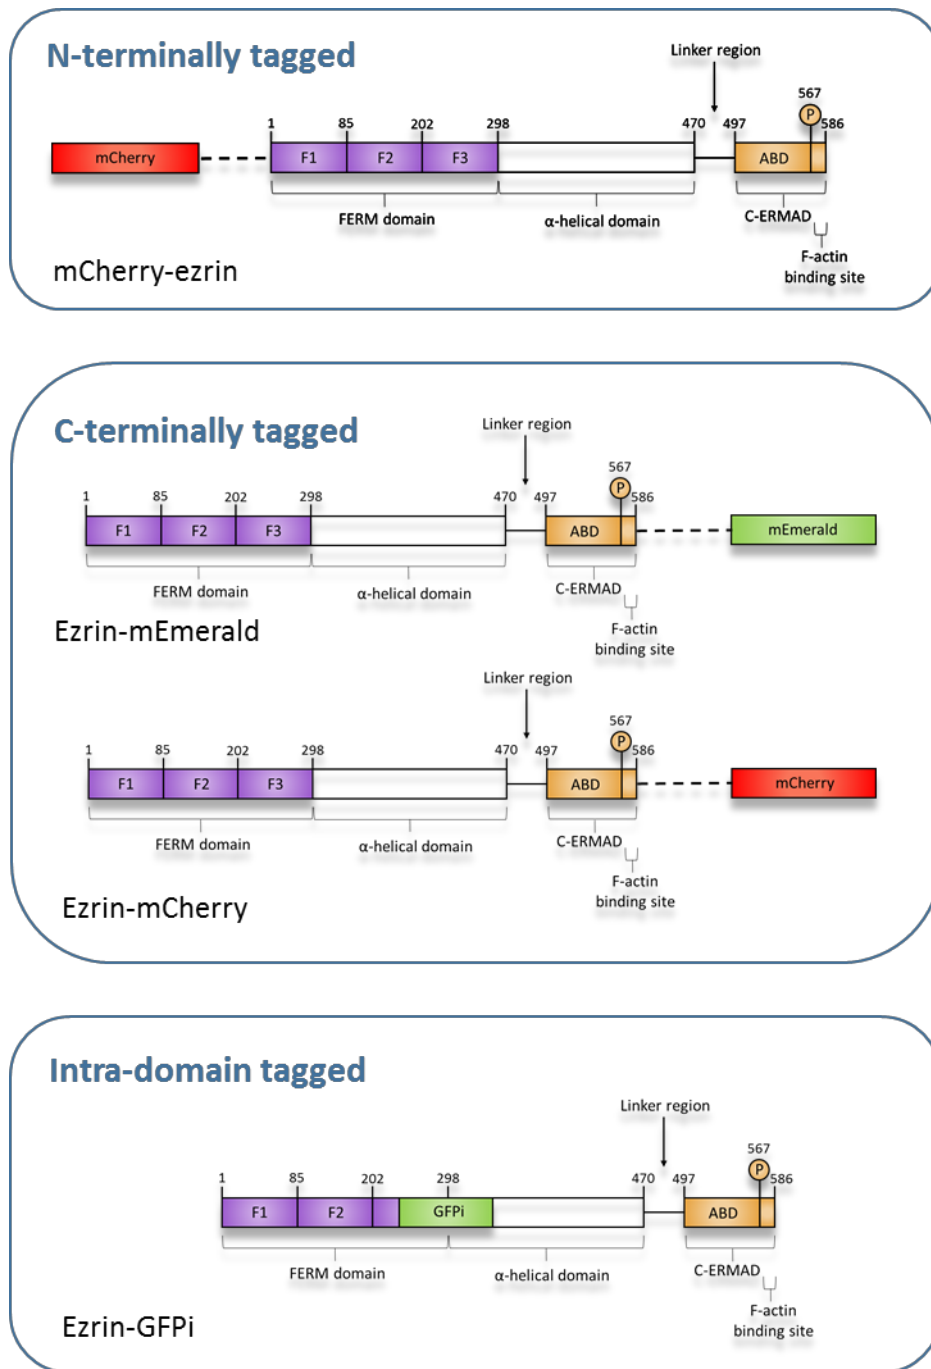 N-terminally tagged
Linker region
567
P
1 85 202 298 470 497 586
mCherry F1 F2 F3 ABD
FERM domain α-helical domain C-ERMAD
F-actin
binding site
mCherry-ezrin
C-terminally tagged
Linker region
567
P
1 85 202 298 470 497 586
F1 F2 F3 ABD mEmerald
FERM domain α-helical domain C-ERMAD
F-actin
binding site
Ezrin-mEmerald
Linker region
567
P
1 85 202 298 470 497 586
F1 F2 F3 ABD mCherry
FERM domain α-helical domain C-ERMAD
F-actin
binding site
Ezrin-mCherry
Intra-domain tagged
Linker region
567
P
1 85 202 298 470 497 586
F1 F2 GFPi ABD
FERM domain α-helical domain C-ERMAD
F-actin
binding site
Ezrin-GFPi